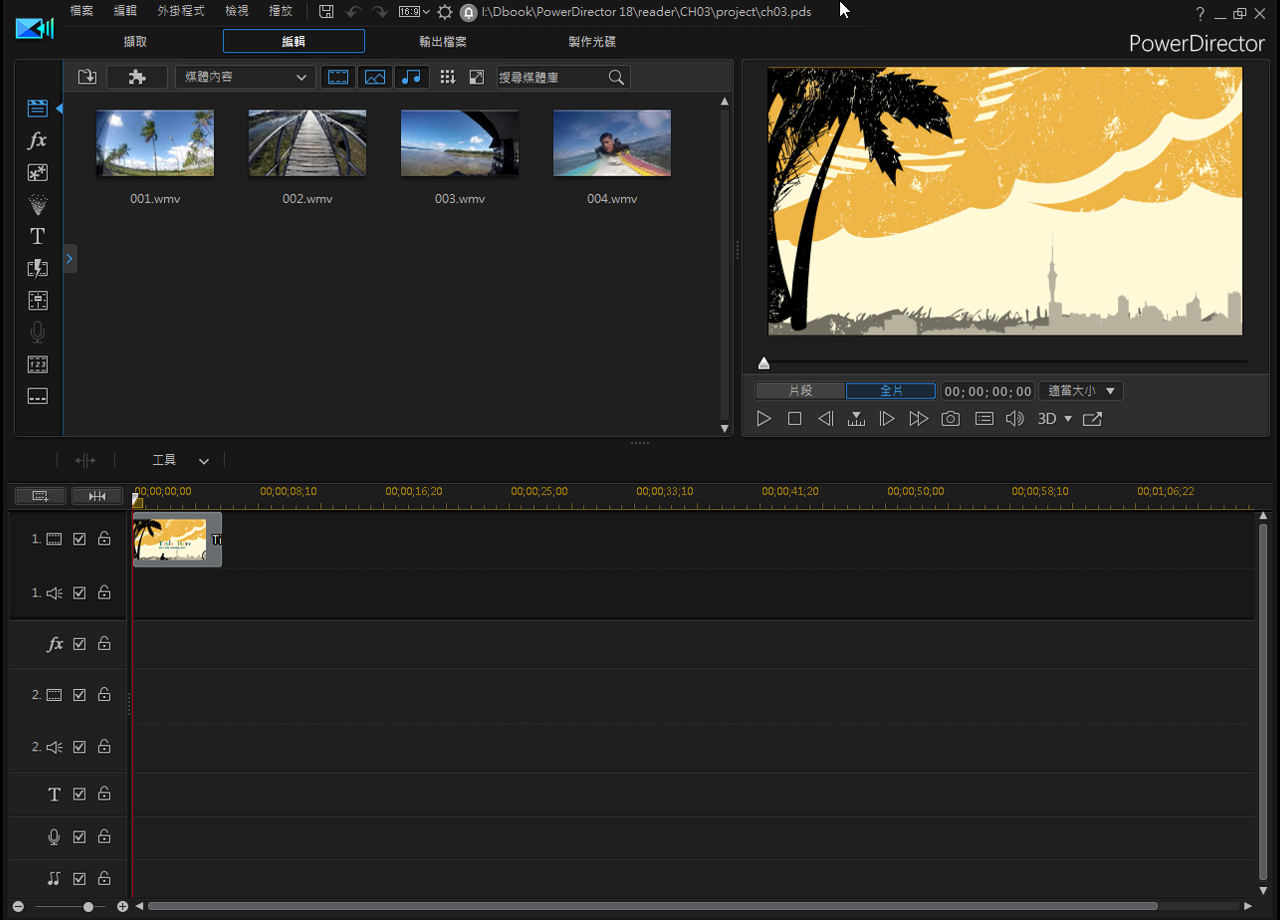 檔案 編輯 外掛程式 檢視 播放 16:9 I:\Dbook\PowerDirector 18\reader\CH03\project\ch03.pds ?
擷取 編輯 輸出檔案 製作光碟 PowerDirector
媒體內容 搜尋媒體庫
001.wmv 002.wmv 003.wmv 004.wmv
fx
T
片段 全片 00;00;00;00 適當大小
3D
工具
00;00;00;00 00;00;08;10 00;00;16;20 00;00;25;00 00;00;33;10 00;00;41;20 00;00;50;00 00;00;58;10 00;01;06;22
1. Ti
1.
fx
2.
2.
T